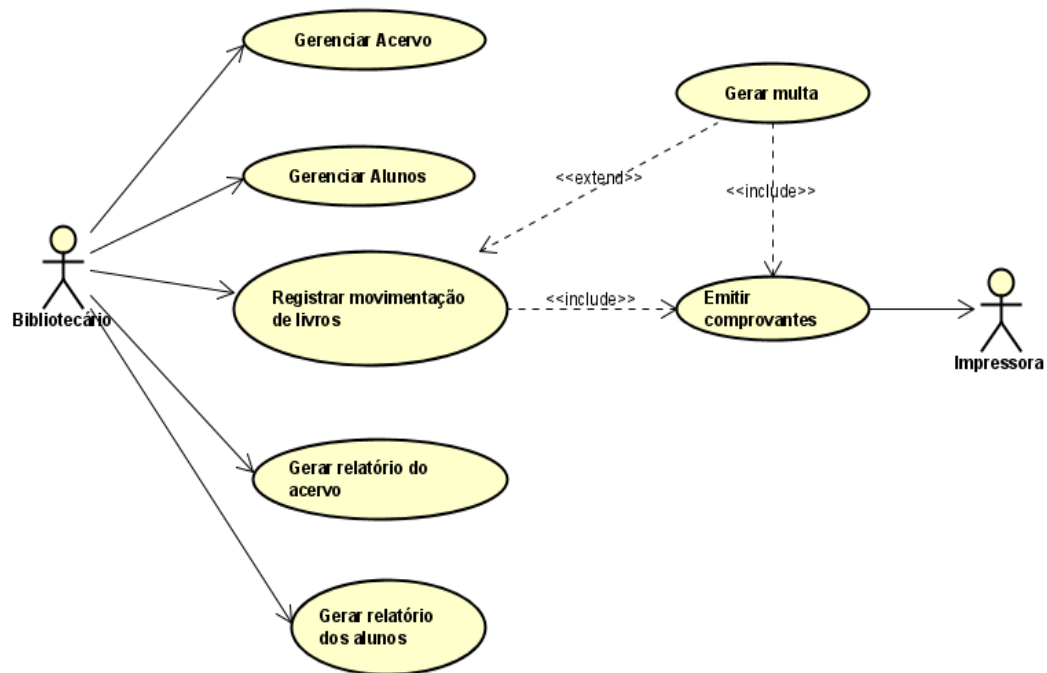 Gerenciar Acervo
Gerar multa
Gerenciar Alunos
<<extend>>
<<include>>
Bibliotecário
Registrar movimentação
de livros
<<include>>
Emitir
comprovantes
Impressora
Gerar relatório do
acervo
Gerar relatório
dos alunos